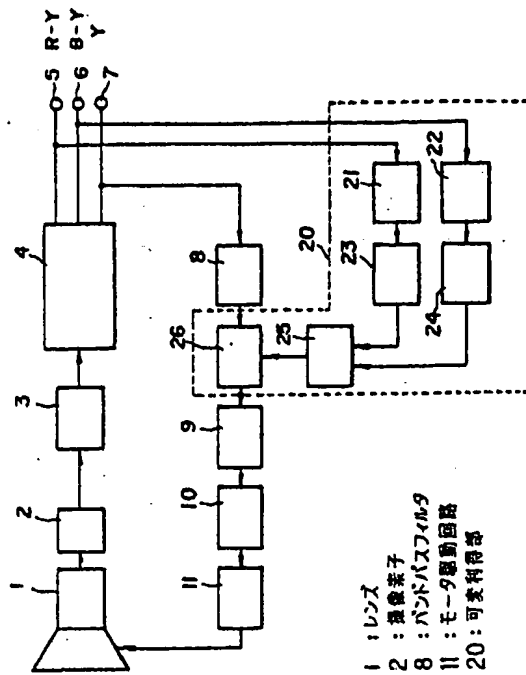 1
2
3
4
5 R-Y
6 B-Y
7 Y
8
20
21
22
23
24
25
26
9
10
11
1 : レンズ
2 : 撮像素子
8 : バンドパスフィルタ
11 : モータ駆動回路
20 : 可変利得部